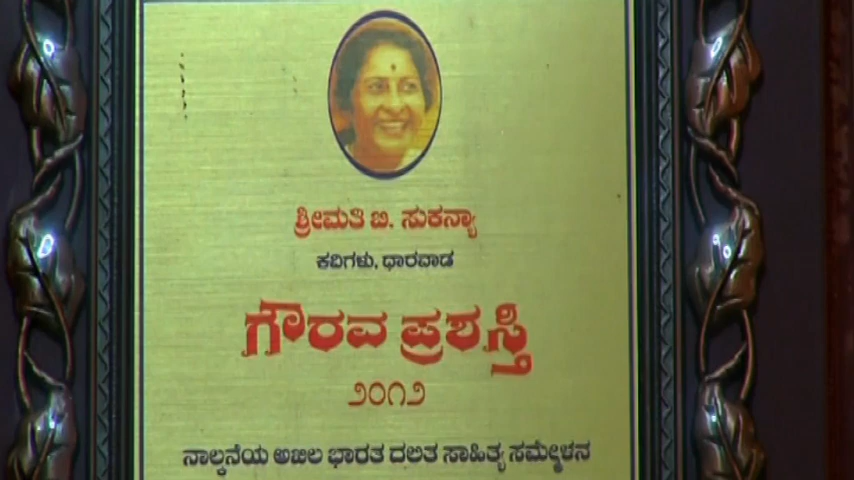 ಶ್ರೀಮತಿ ಬಿ. ಸುಕನ್ಯಾ
ಕವಿಗಳು, ಧಾರವಾಡ
ಗೌರವ ಪ್ರಶಸ್ತಿ
೨೦೧೨
ನಾಲ್ಕನೆಯ ಅಖಿಲ ಭಾರತ ದಲಿತ ಸಾಹಿತ್ಯ ಸಮ್ಮೇಳನ